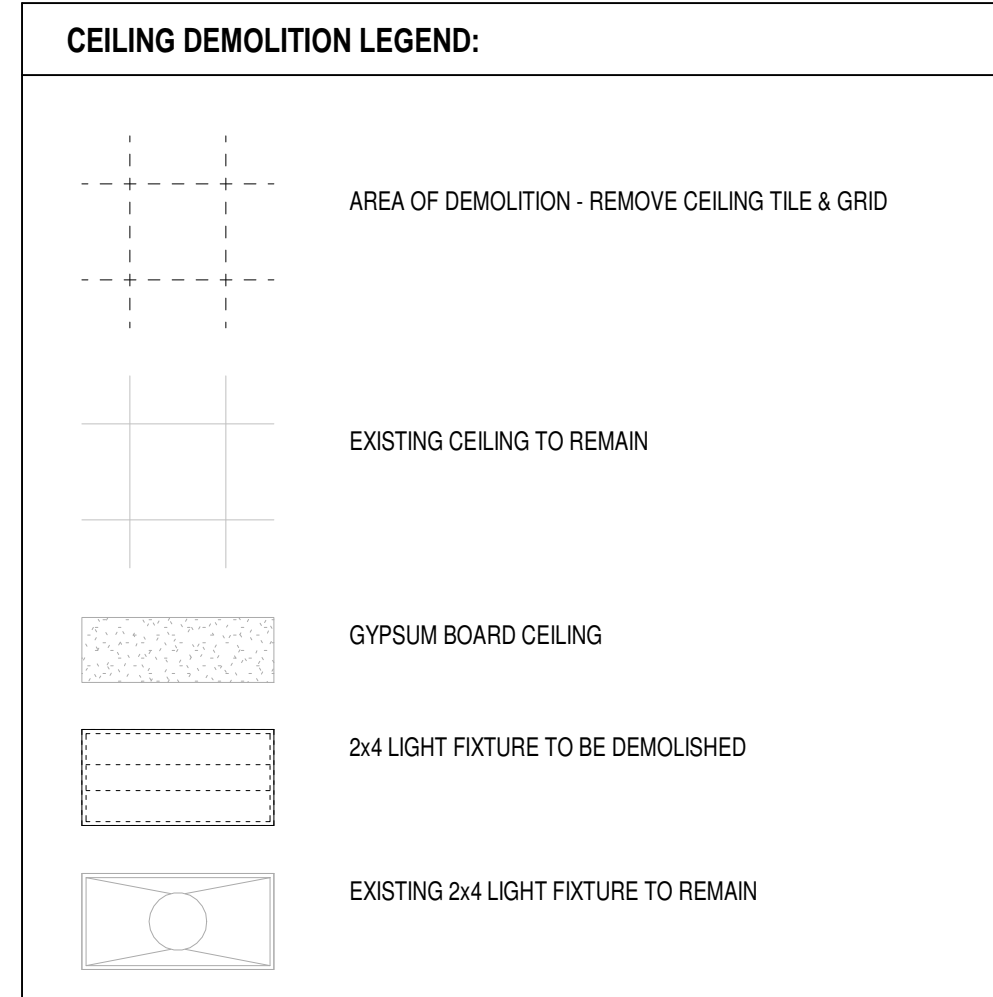 CEILING DEMOLITION LEGEND:
AREA OF DEMOLITION - REMOVE CEILING TILE & GRID
EXISTING CEILING TO REMAIN
GYPSUM BOARD CEILING
2x4 LIGHT FIXTURE TO BE DEMOLISHED
EXISTING 2x4 LIGHT FIXTURE TO REMAIN